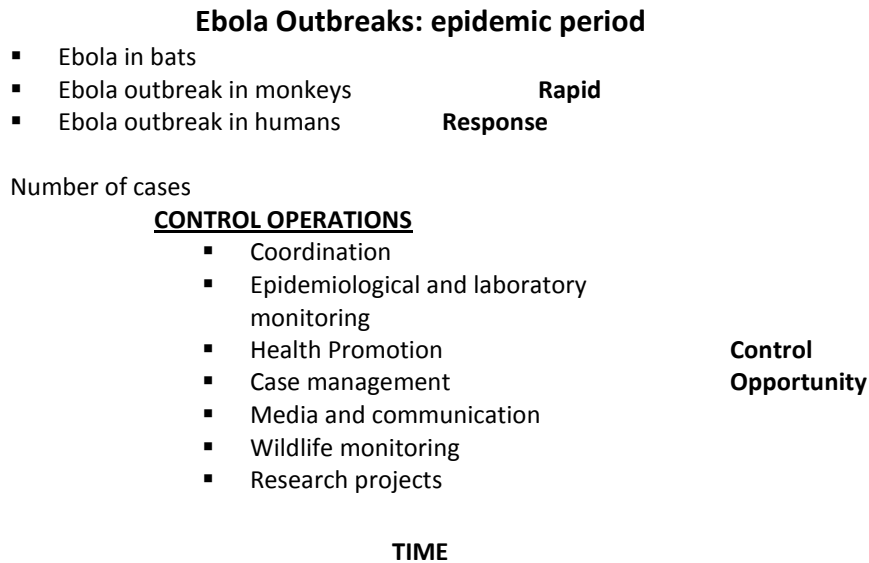 Ebola Outbreaks: epidemic period
▪ Ebola in bats
▪ Ebola outbreak in monkeys Rapid
▪ Ebola outbreak in humans Response
Number of cases
CONTROL OPERATIONS
▪ Coordination
▪ Epidemiological and laboratory
monitoring
▪ Health Promotion Control
▪ Case management Opportunity
▪ Media and communication
▪ Wildlife monitoring
▪ Research projects
TIME